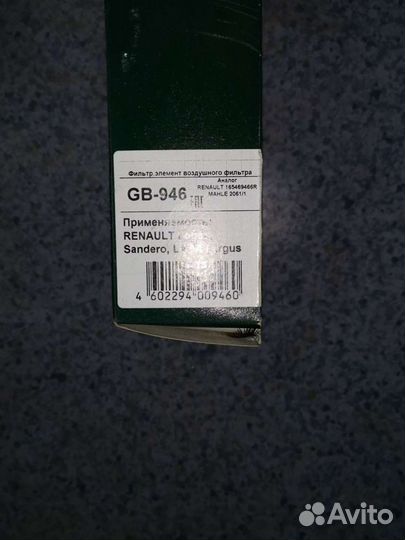 Фильтр.элемент воздушного фильтра
Аналог
RENAULT 165469466R
MAHLE 2061/1
GB-946
EAC
Применяемость:
RENAULT
Sandero,
4 602294 009460
Avito